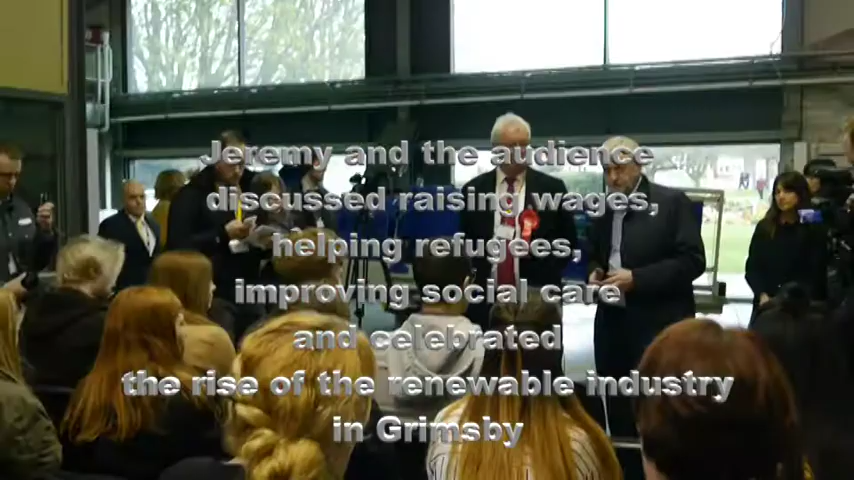 Jeremy and the audience
discussed raising wages,
helping refugees,
improving social care
and celebrated
the rise of the renewable industry
in Grimsby